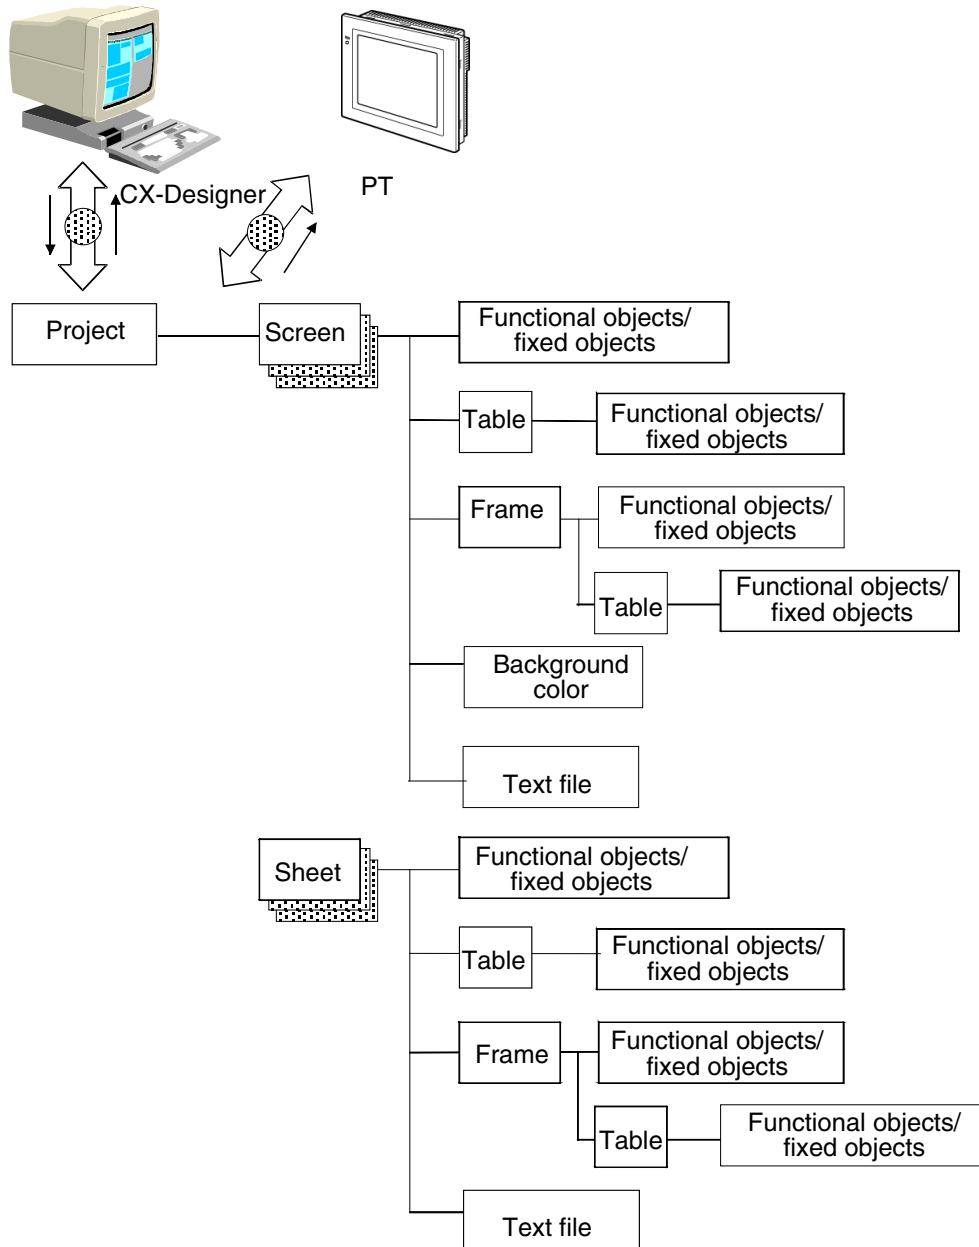 CX-Designer
PT
Project
Screen
Functional objects/
fixed objects
Table
Functional objects/
fixed objects
Frame
Functional objects/
fixed objects
Table
Functional objects/
fixed objects
Background
color
Text file
Sheet
Functional objects/
fixed objects
Table
Functional objects/
fixed objects
Frame
Functional objects/
fixed objects
Table
Functional objects/
fixed objects
Text file